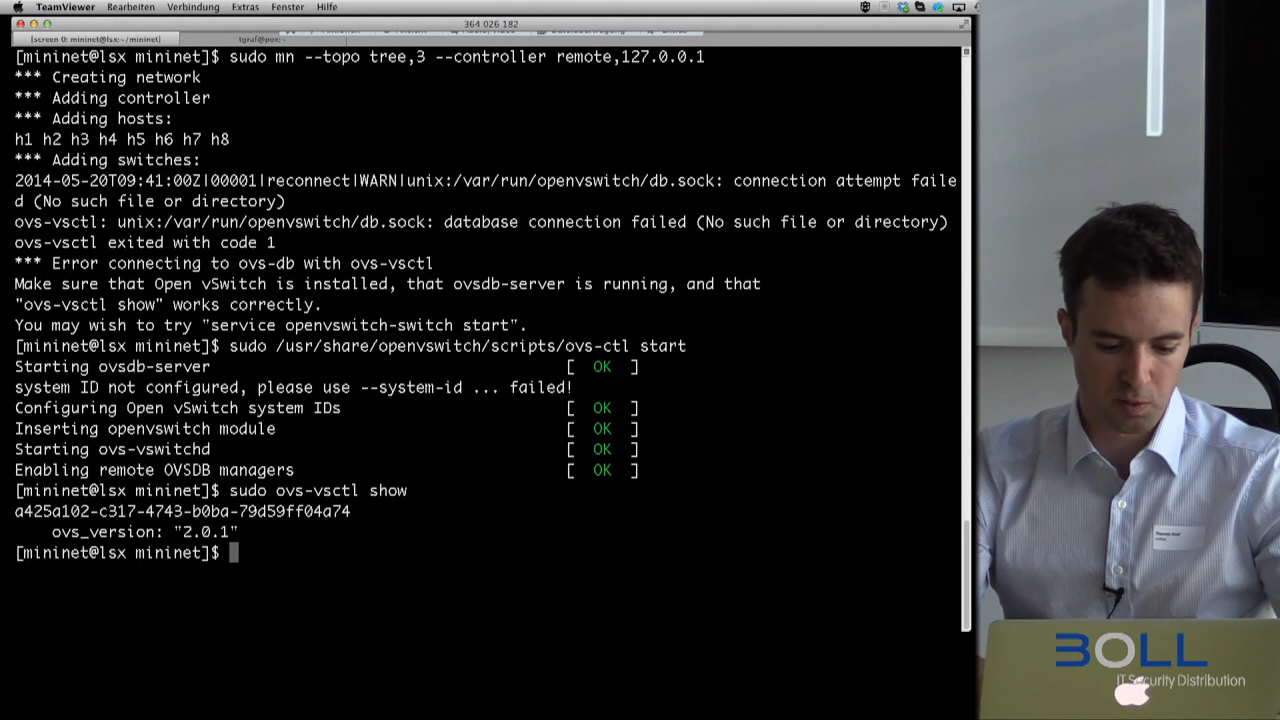 TeamViewer Bearbeiten Verbindung Extras Fenster Hilfe
364 026 182
(screen 0: mininet@lsx:~/mininet)
tgraf@pox:~
[mininet@lsx mininet]$ sudo mn --topo tree,3 --controller remote,127.0.0.1
*** Creating network
*** Adding controller
*** Adding hosts:
h1 h2 h3 h4 h5 h6 h7 h8
*** Adding switches:
2014-05-20T09:41:00Z|00001|reconnect|WARN|unix:/var/run/openvswitch/db.sock: connection attempt faile
d (No such file or directory)
ovs-vsctl: unix:/var/run/openvswitch/db.sock: database connection failed (No such file or directory)
ovs-vsctl exited with code 1
*** Error connecting to ovs-db with ovs-vsctl
Make sure that Open vSwitch is installed, that ovsdb-server is running, and that
"ovs-vsctl show" works correctly.
You may wish to try "service openvswitch-switch start".
[mininet@lsx mininet]$ sudo /usr/share/openvswitch/scripts/ovs-ctl start
Starting ovsdb-server [ OK ]
system ID not configured, please use --system-id ... failed!
Configuring Open vSwitch system IDs [ OK ]
Inserting openvswitch module [ OK ]
Starting ovs-vswitchd [ OK ]
Enabling remote OVSDB managers [ OK ]
[mininet@lsx mininet]$ sudo ovs-vsctl show
a425a102-c317-4743-b0ba-79d59ff04a74
ovs_version: "2.0.1"
[mininet@lsx mininet]$
BOLL
IT Security Distribution